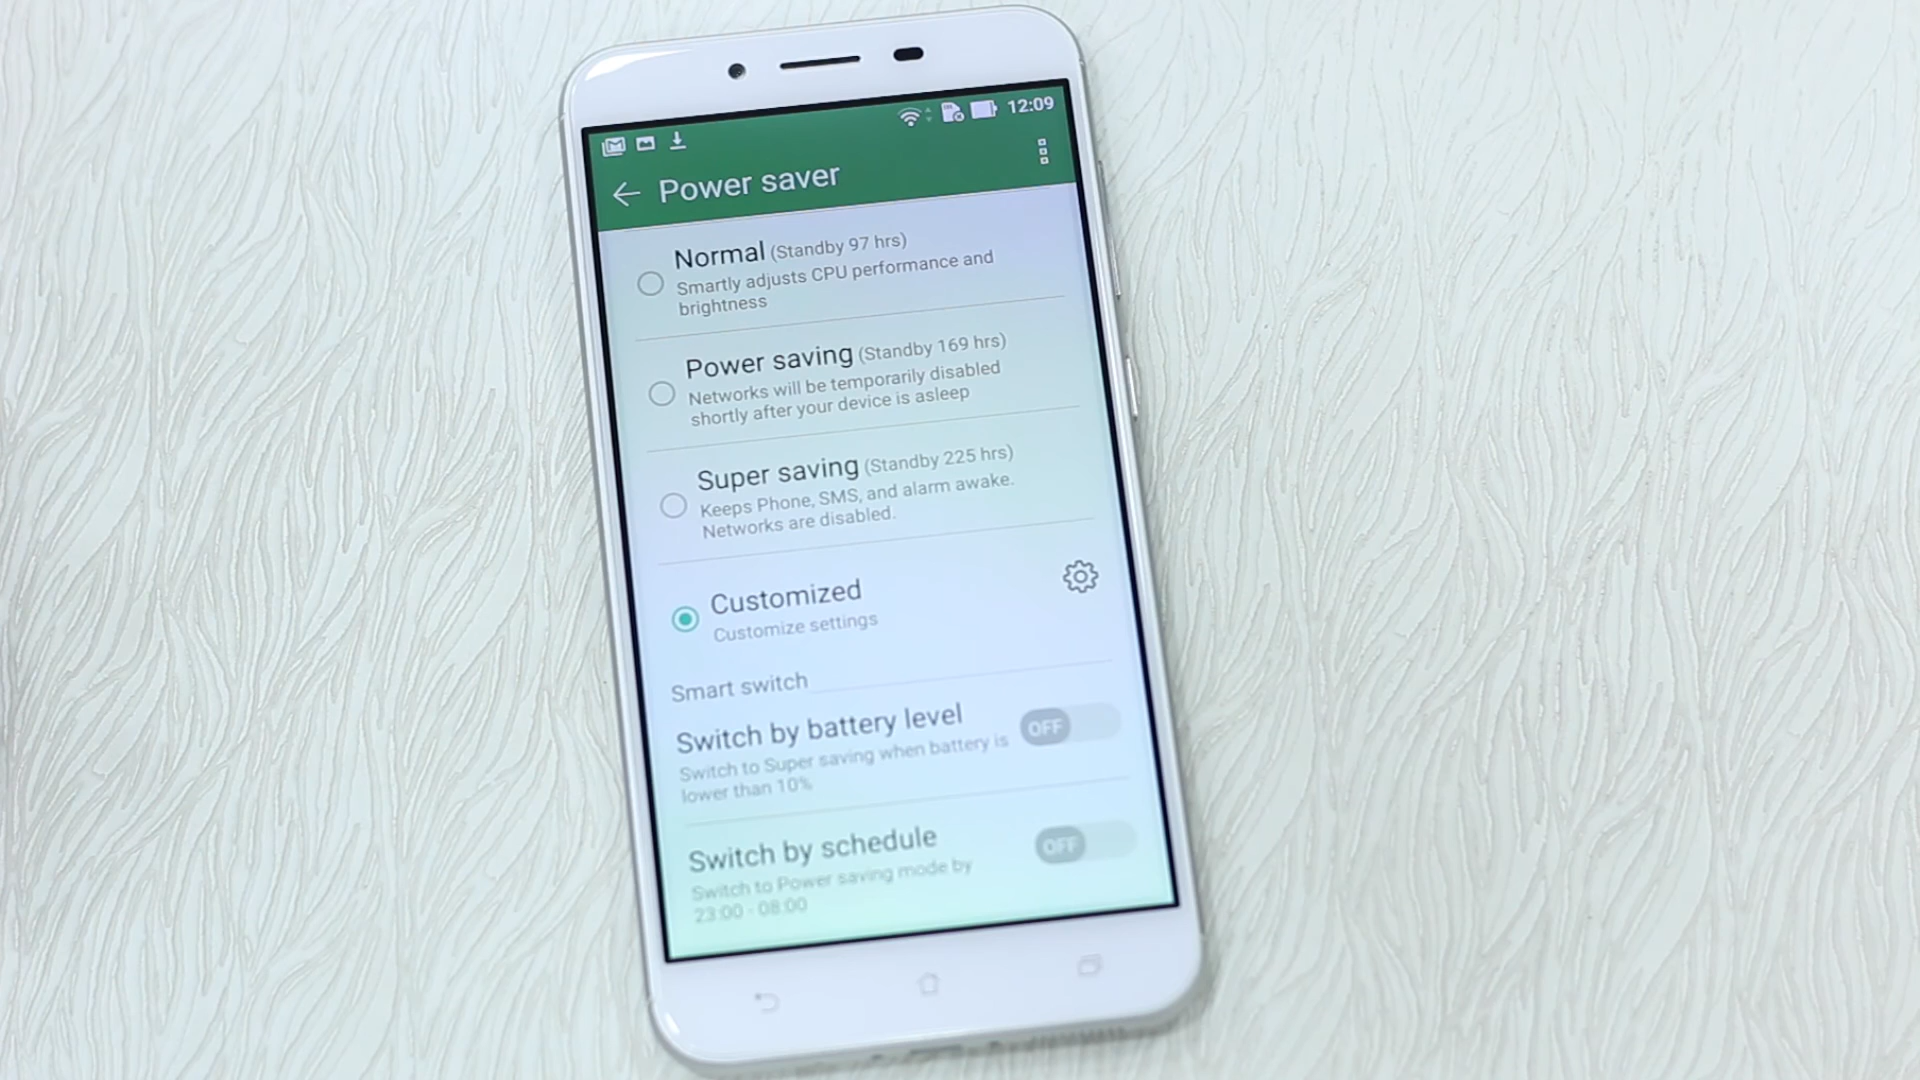 12:09
Power saver
Normal (Standby 97 hrs)
Smartly adjusts CPU performance and
brightness
Power saving (Standby 169 hrs)
Networks will be temporarily disabled
shortly after your device is asleep
Super saving (Standby 225 hrs)
Keeps Phone, SMS, and alarm awake.
Networks are disabled.
Customized
Customize settings
Smart switch
Switch by battery level
OFF
Switch to Super saving when battery is
lower than 10%
Switch by schedule
OFF
Switch to Power saving mode by
23:00 - 08:00